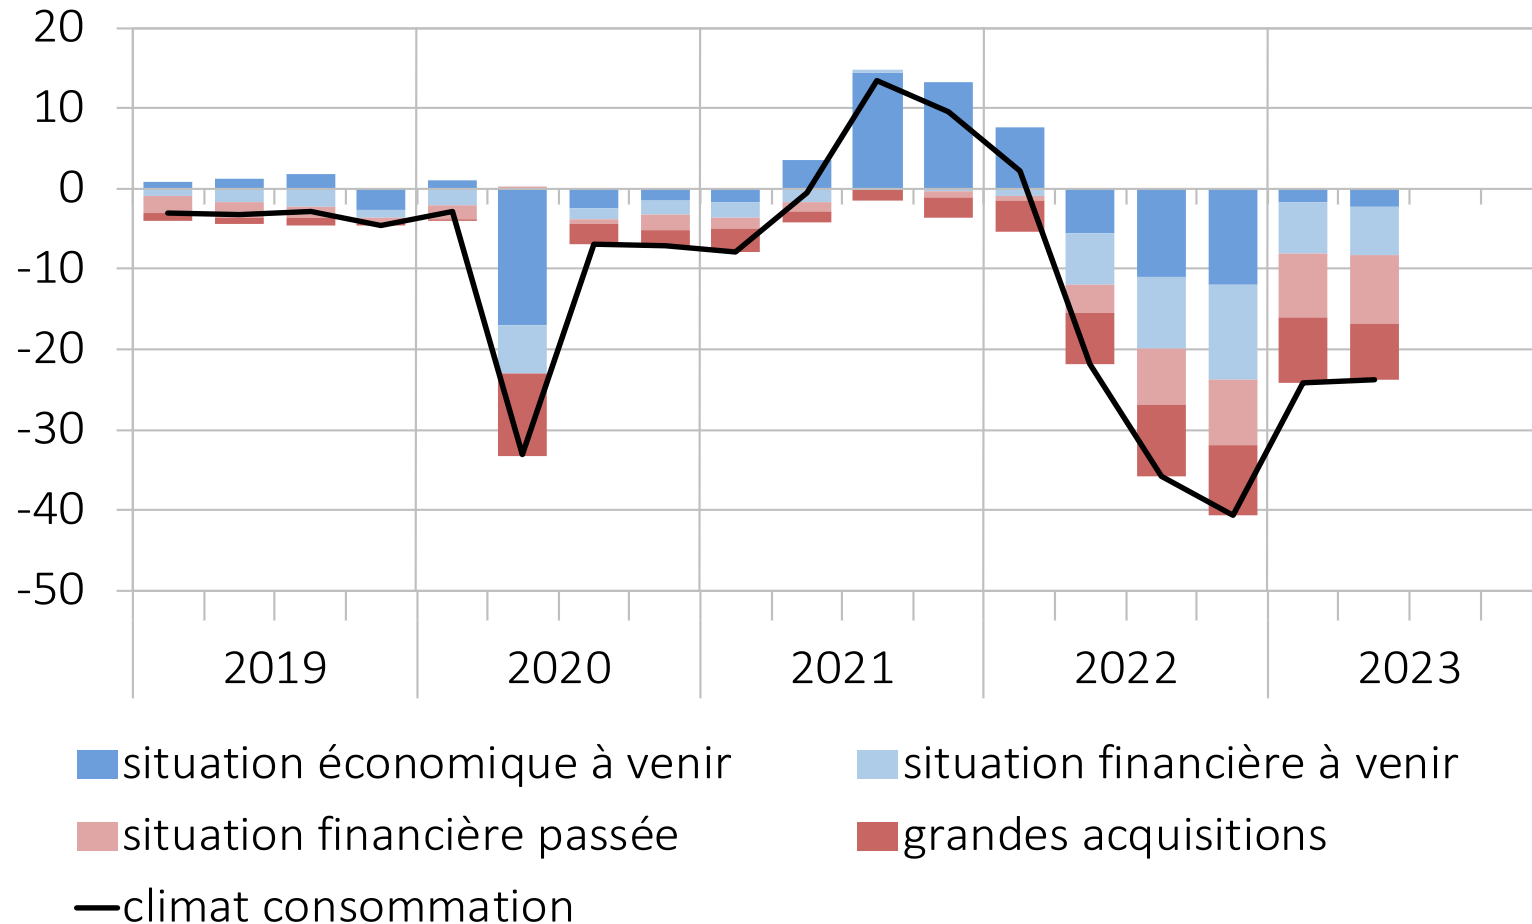 20
10
0
-10
-20
-30
-40
-50
2019 2020 2021 2022 2023
situation économique à venir situation financière à venir
situation financière passée grandes acquisitions
climat consommation